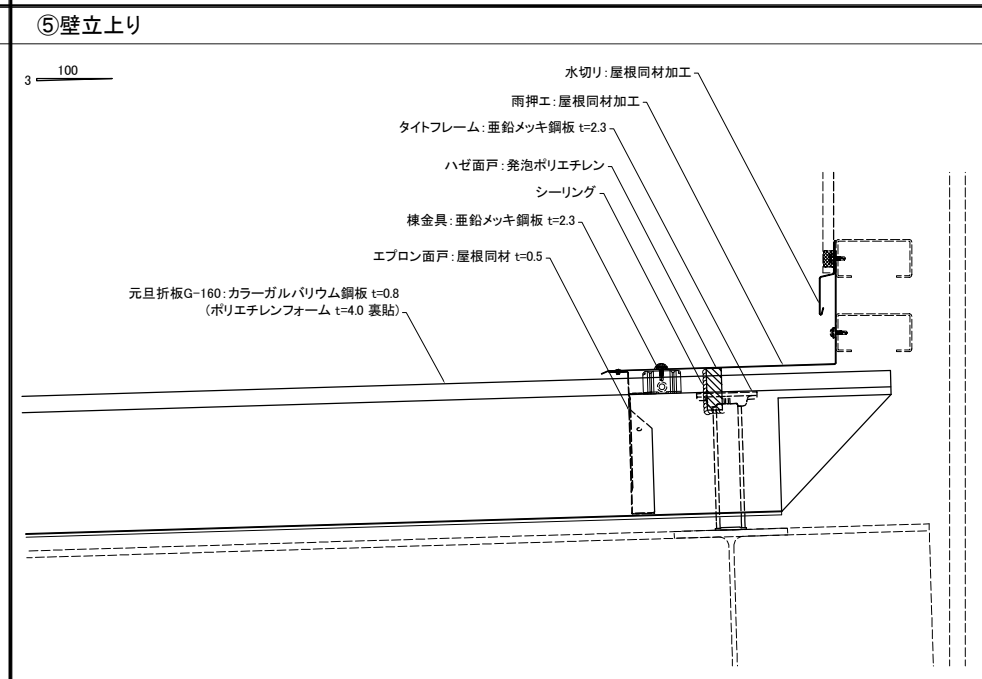 ⑤壁立上り
100
3
水切り：屋根同材加工
雨押エ：屋根同材加工
タイトフレーム：亜鉛メッキ鋼板 t=2.3
ハゼ面戸：発泡ポリエチレン
シーリング
棟金具：亜鉛メッキ鋼板 t=2.3
エプロン面戸：屋根同材 t=0.5
元旦折板G-160：カラーガルバリウム鋼板 t=0.8
（ポリエチレンフォーム t=4.0 裏貼）